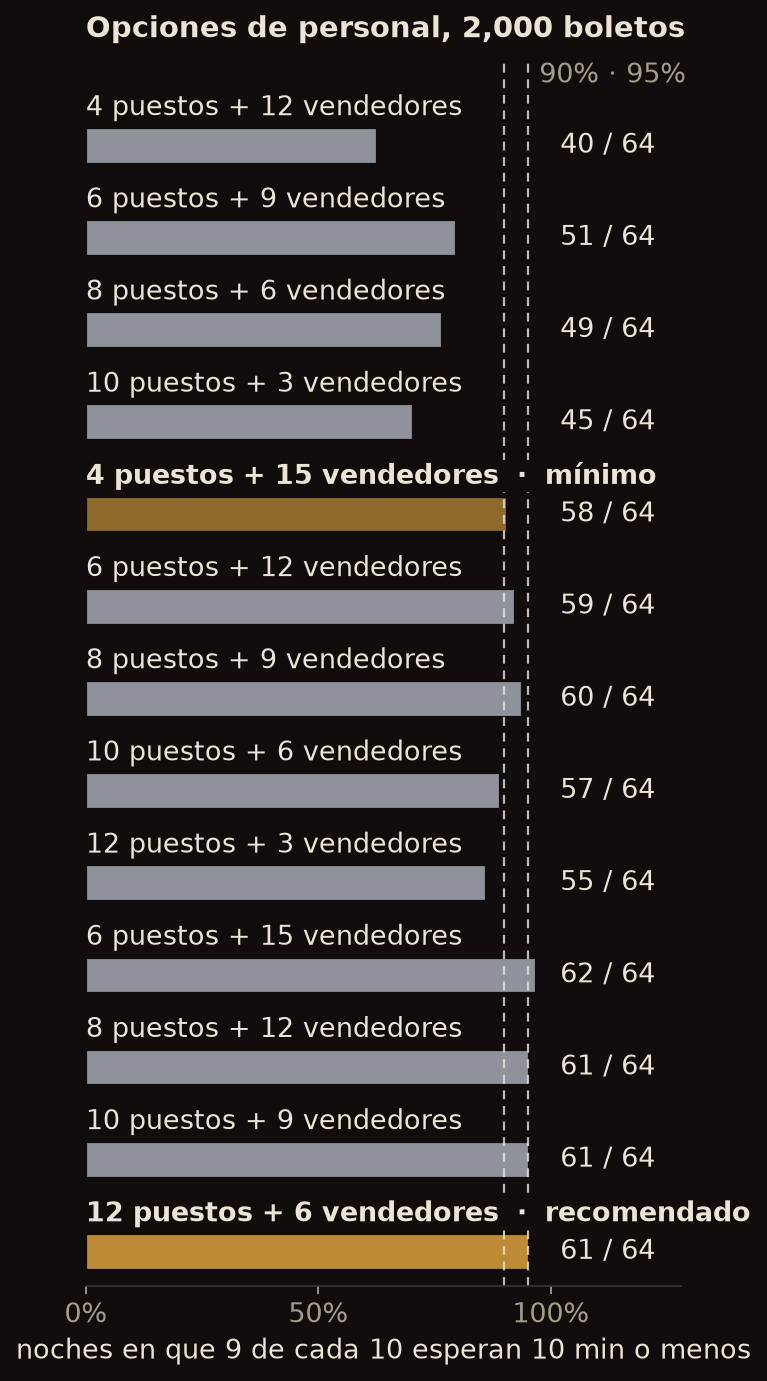 Opciones de personal, 2,000 boletos
90% · 95%
4 puestos + 12 vendedores
40 / 64
6 puestos + 9 vendedores
51 / 64
8 puestos + 6 vendedores
49 / 64
10 puestos + 3 vendedores
45 / 64
4 puestos + 15 vendedores · mínimo
58 / 64
6 puestos + 12 vendedores
59 / 64
8 puestos + 9 vendedores
60 / 64
10 puestos + 6 vendedores
57 / 64
12 puestos + 3 vendedores
55 / 64
6 puestos + 15 vendedores
62 / 64
8 puestos + 12 vendedores
61 / 64
10 puestos + 9 vendedores
61 / 64
12 puestos + 6 vendedores · recomendado
61 / 64
0% 50% 100%
noches en que 9 de cada 10 esperan 10 min o menos